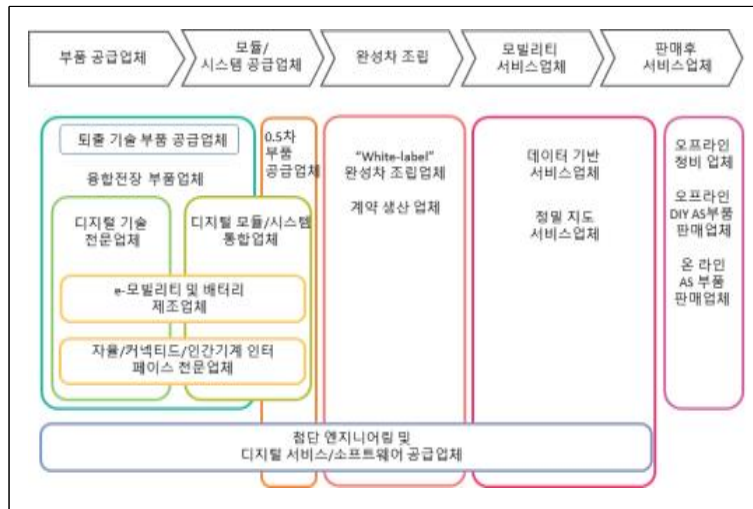 부품 공급업체
모듈/
시스템 공급업체
완성차 조립
모빌리티
서비스업체
판매후
서비스업체
퇴출 기술 부품 공급업체
융합전장 부품업체
디지털 기술
전문업체
디지털 모듈/시스템
통합업체
e-모빌리티 및 배터리
제조업체
자율/커넥티드/인간기계 인터
페이스 전문업체
0.5차
부품
공급업체
"White-label"
완성차 조립업체
계약 생산 업체
데이터 기반
서비스업체
정밀 지도
서비스업체
오프라인
정비 업체
오프라인
DIY AS부품
판매업체
온 라인
AS 부품
판매업체
첨단 엔지니어링 및
디지털 서비스/소프트웨어 공급업체